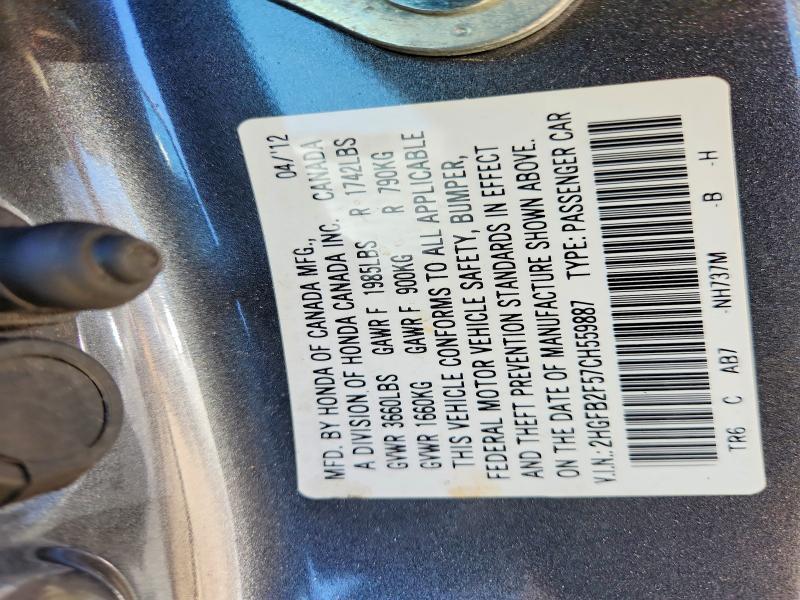 MFD. BY HONDA OF CANADA MFG., 04/12
A DIVISION OF HONDA CANADA INC. CANADA
GVWR 3660LBS GAWR F 1985LBS R 1742LBS
GVWR 1660KG GAWR F 900KG R 790KG
THIS VEHICLE CONFORMS TO ALL APPLICABLE
FEDERAL MOTOR VEHICLE SAFETY, BUMPER,
AND THEFT PREVENTION STANDARDS IN EFFECT
ON THE DATE OF MANUFACTURE SHOWN ABOVE.
V.I.N.: 2HGFB2F57CH559887 TYPE: PASSENGER CAR
TR6 C AB7 -NH737M -B -H